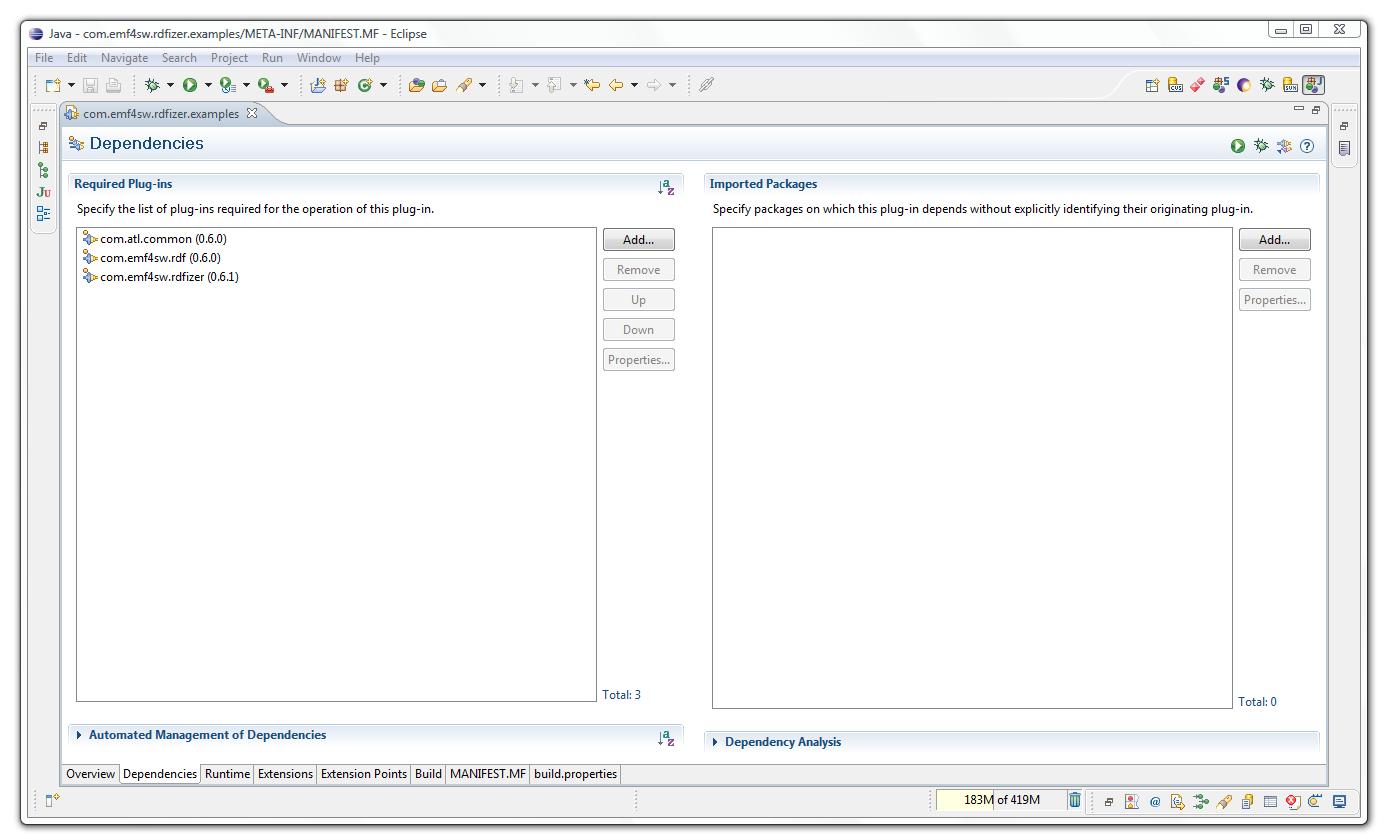 Java - com.emf4sw.rdfizer.examples/META-INF/MANIFEST.MF - Eclipse
File Edit Navigate Search Project Run Window Help
com.emf4sw.rdfizer.examples
Dependencies
Required Plug-ins
Specify the list of plug-ins required for the operation of this plug-in.
com.atl.common (0.6.0)
com.emf4sw.rdf (0.6.0)
com.emf4sw.rdfizer (0.6.1)
Add...
Remove
Up
Down
Properties...
Total: 3
Imported Packages
Specify packages on which this plug-in depends without explicitly identifying their originating plug-in.
Add...
Remove
Properties...
Total: 0
Automated Management of Dependencies
Dependency Analysis
Overview Dependencies Runtime Extensions Extension Points Build MANIFEST.MF build.properties
183M of 419M